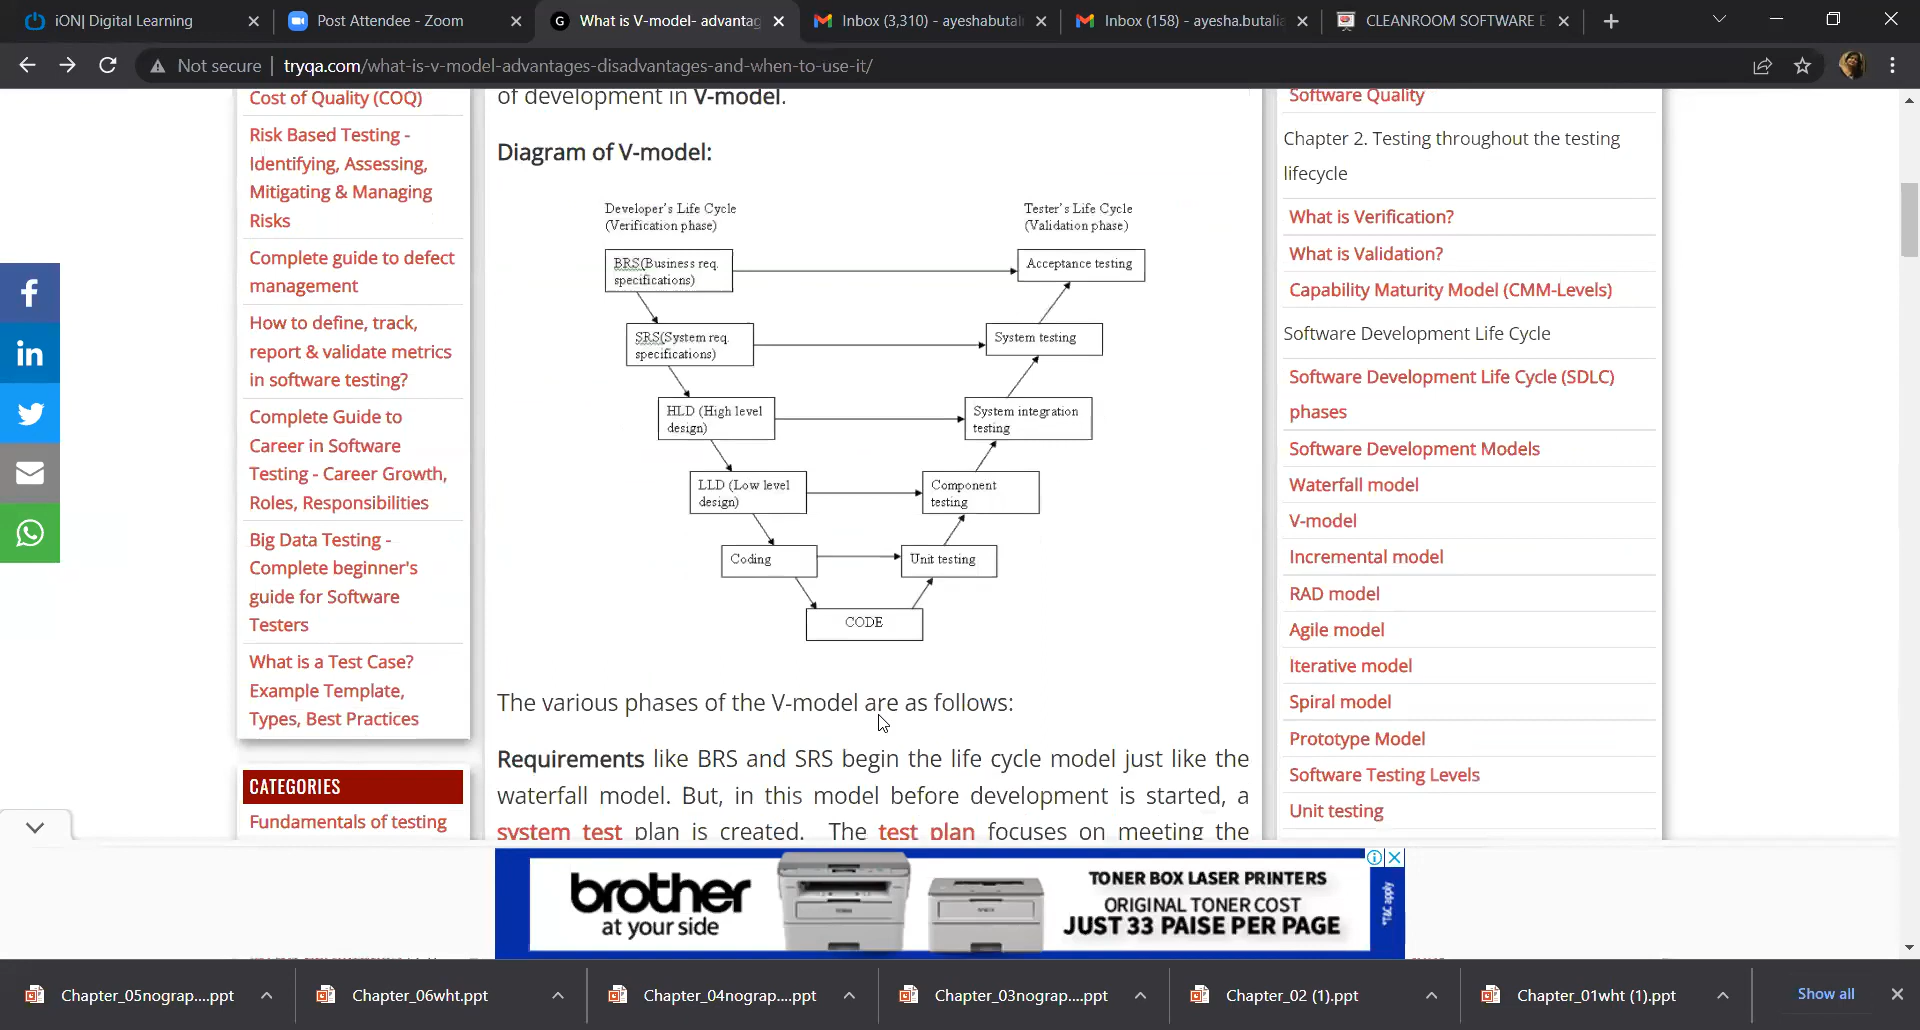 iON| Digital Learning
Post Attendee - Zoom
What is V-model- advantag
Inbox (3,310) - ayeshabutal
Inbox (158) - ayesha.butalia
CLEANROOM SOFTWARE E
Not secure | tryqa.com/what-is-v-model-advantages-disadvantages-and-when-to-use-it/
Cost of Quality (COQ)
Risk Based Testing -
Identifying, Assessing,
Mitigating & Managing
Risks
Complete guide to defect
management
How to define, track,
report & validate metrics
in software testing?
Complete Guide to
Career in Software
Testing - Career Growth,
Roles, Responsibilities
Big Data Testing -
Complete beginner's
guide for Software
Testers
What is a Test Case?
Example Template,
Types, Best Practices
CATEGORIES
Fundamentals of testing
of development in V-model.
Diagram of V-model:
Developer's Life Cycle
(Verification phase)
Tester's Life Cycle
(Validation phase)
BRS(Business req.
specifications)
Acceptance testing
SRS(System req.
specifications)
System testing
HLD (High level
design)
System integration
testing
LLD (Low level
design)
Component
testing
Coding
Unit testing
CODE
The various phases of the V-model are as follows:
Requirements like BRS and SRS begin the life cycle model just like the
waterfall model. But, in this model before development is started, a
system test plan is created. The test plan focuses on meeting the
Software Quality
Chapter 2. Testing throughout the testing
lifecycle
What is Verification?
What is Validation?
Capability Maturity Model (CMM-Levels)
Software Development Life Cycle
Software Development Life Cycle (SDLC)
phases
Software Development Models
Waterfall model
V-model
Incremental model
RAD model
Agile model
Iterative model
Spiral model
Prototype Model
Software Testing Levels
Unit testing
brother
at your side
TONER BOX LASER PRINTERS
ORIGINAL TONER COST
JUST 33 PAISE PER PAGE
*T&C apply
Chapter_05nograp....ppt
Chapter_06wht.ppt
Chapter_04nograp....ppt
Chapter_03nograp....ppt
Chapter_02 (1).ppt
Chapter_01wht (1).ppt
Show all